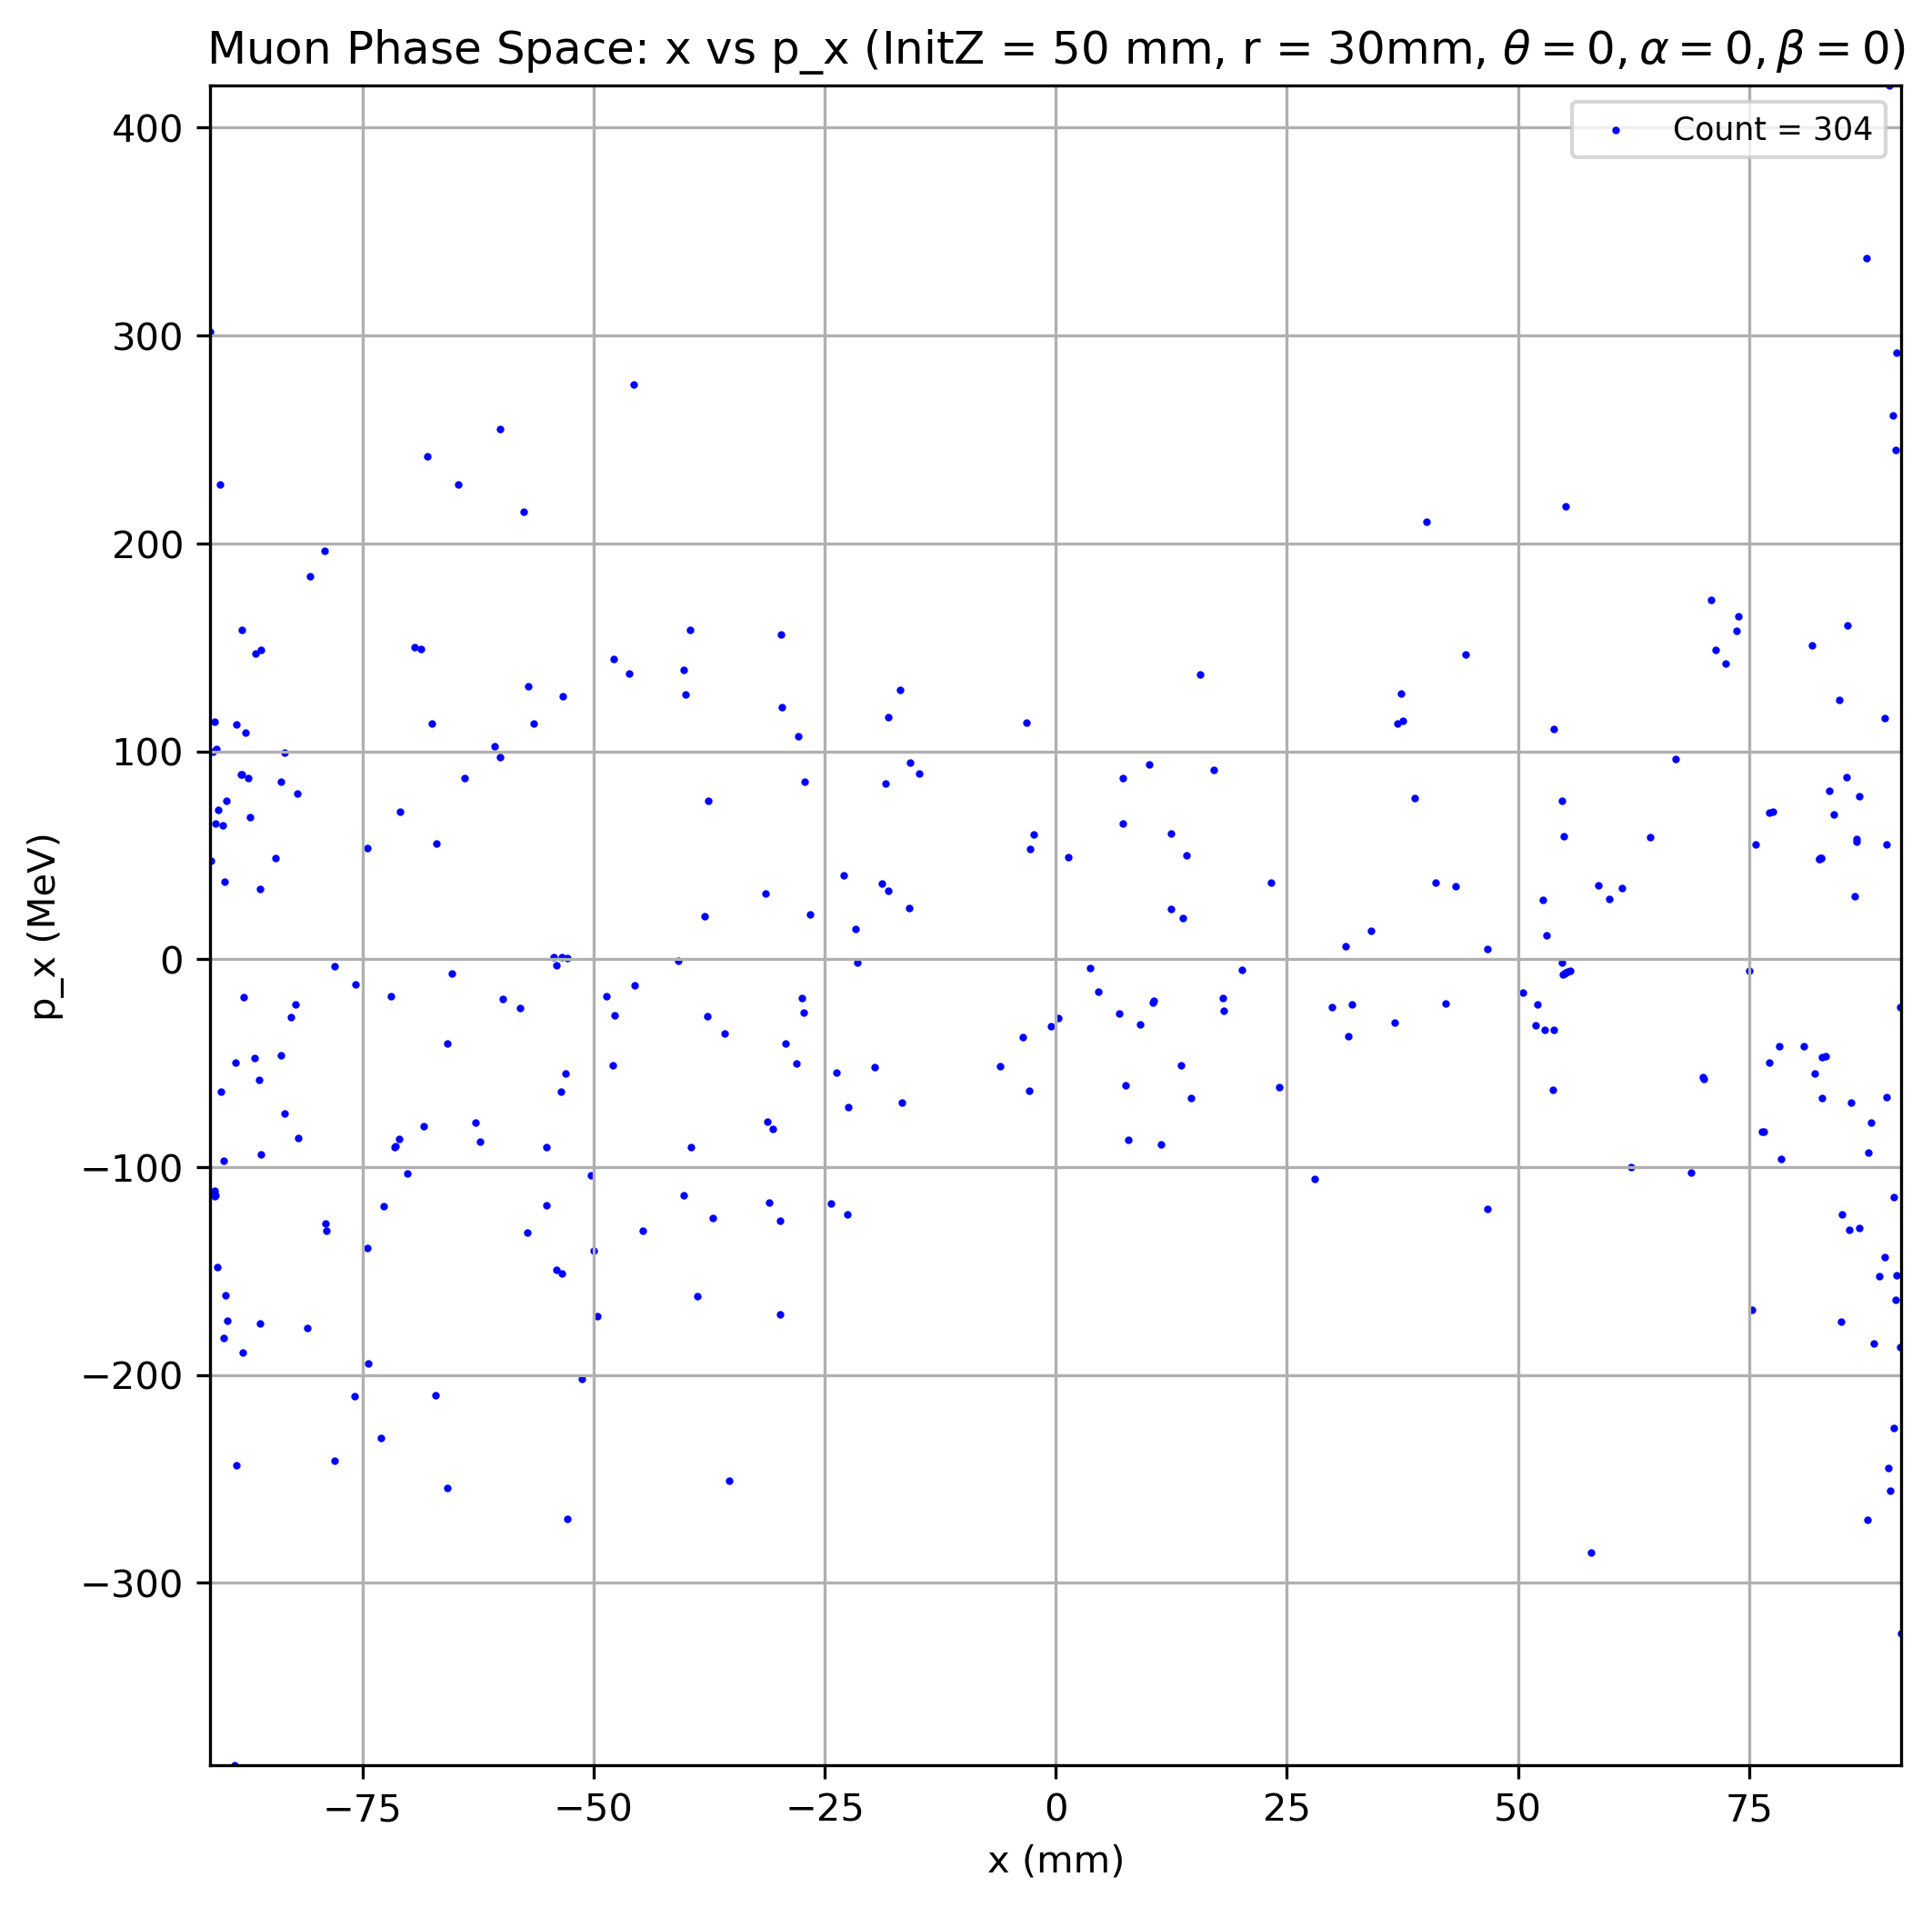 Muon Phase Space: x vs p_x (InitZ = 50 mm, r = 30mm, θ = 0, α = 0, β = 0)
Count = 304
400
300
200
100
0
−100
−200
−300
p_x (MeV)
−75 −50 −25 0 25 50 75
x (mm)